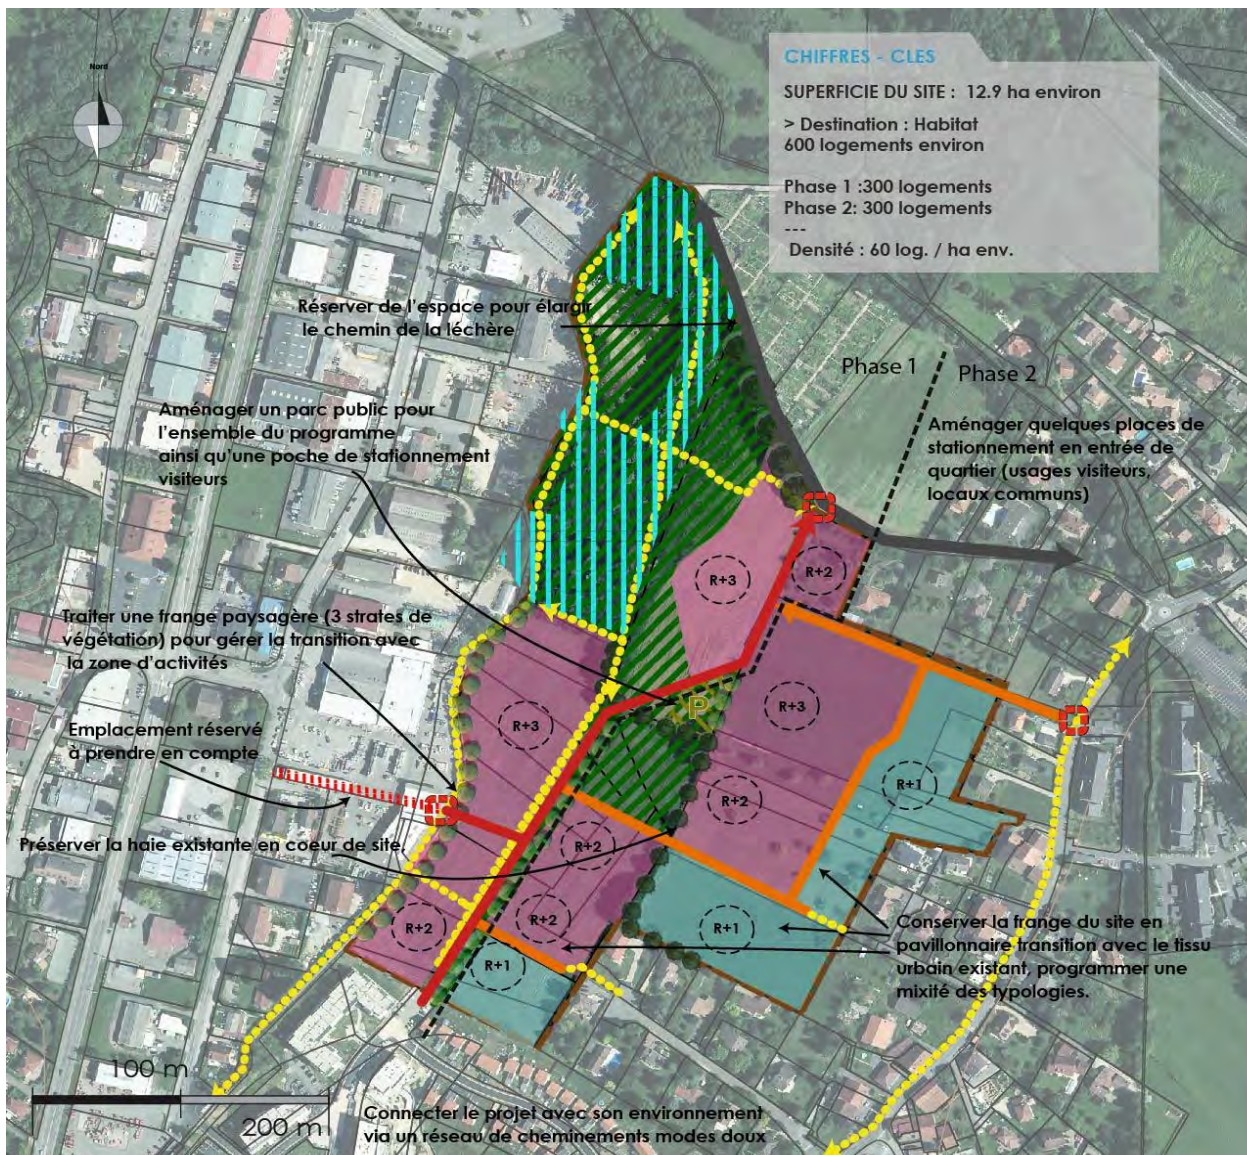 Nord
CHIFFRES - CLES
SUPERFICIE DU SITE : 12.9 ha environ
> Destination : Habitat
600 logements environ
Phase 1 :300 logements
Phase 2: 300 logements
---
Densité : 60 log. / ha env.
Réserver de l'espace pour élargir
le chemin de la léchère
Phase 1
Phase 2
Aménager un parc public pour
l'ensemble du programme
ainsi qu'une poche de stationnement
visiteurs
Aménager quelques places de
stationnement en entrée de
quartier (usages visiteurs,
locaux communs)
R+3
R+2
Traiter une frange paysagère (3 strates de
végétation) pour gérer la transition avec
la zone d'activités
R+3
P
R+3
Emplacement réservé
à prendre en compte
R+1
R+2
Préserver la haie existante en coeur de site.
R+2
R+2
R+2
R+1
R+1
Conserver la frange du site en
pavillonnaire transition avec le tissu
urbain existant, programmer une
mixité des typologies.
100 m
200 m
Connecter le projet avec son environnement
via un réseau de cheminements modes doux